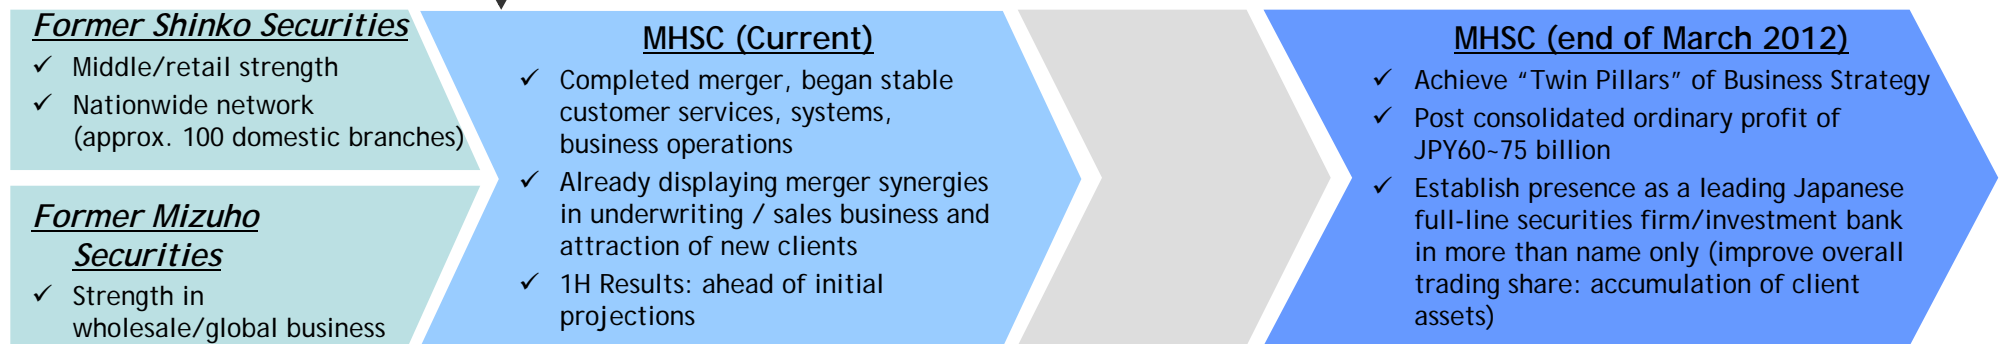 Former Shinko Securities
✓ Middle/retail strength
✓ Nationwide network
(approx. 100 domestic branches)
Former Mizuho
Securities
✓ Strength in
wholesale/global business
MHSC (Current)
✓ Completed merger, began stable
customer services, systems,
business operations
✓ Already displaying merger synergies
in underwriting / sales business and
attraction of new clients
✓ 1H Results: ahead of initial
projections
MHSC (end of March 2012)
✓ Achieve “Twin Pillars” of Business Strategy
✓ Post consolidated ordinary profit of
JPY60~75 billion
✓ Establish presence as a leading Japanese
full-line securities firm/investment bank
in more than name only (improve overall
trading share: accumulation of client
assets)